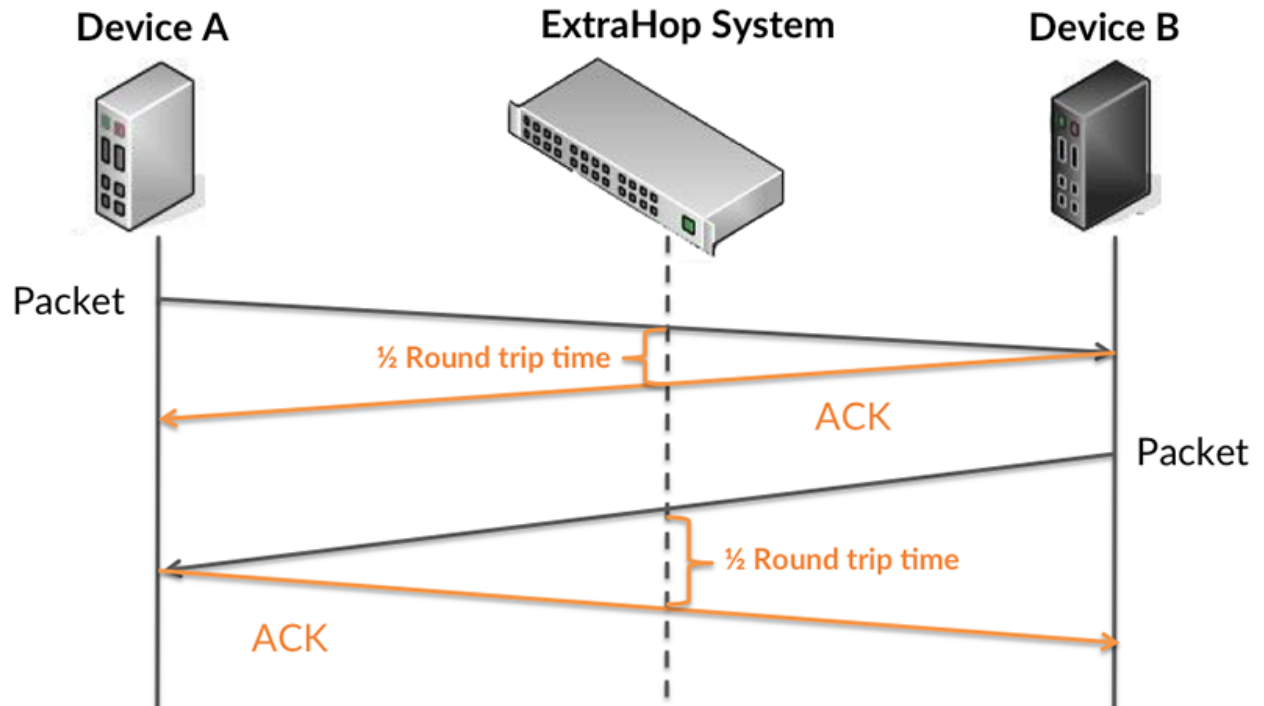 Device A
ExtraHop System
Device B
Packet
½ Round trip time
ACK
Packet
½ Round trip time
ACK